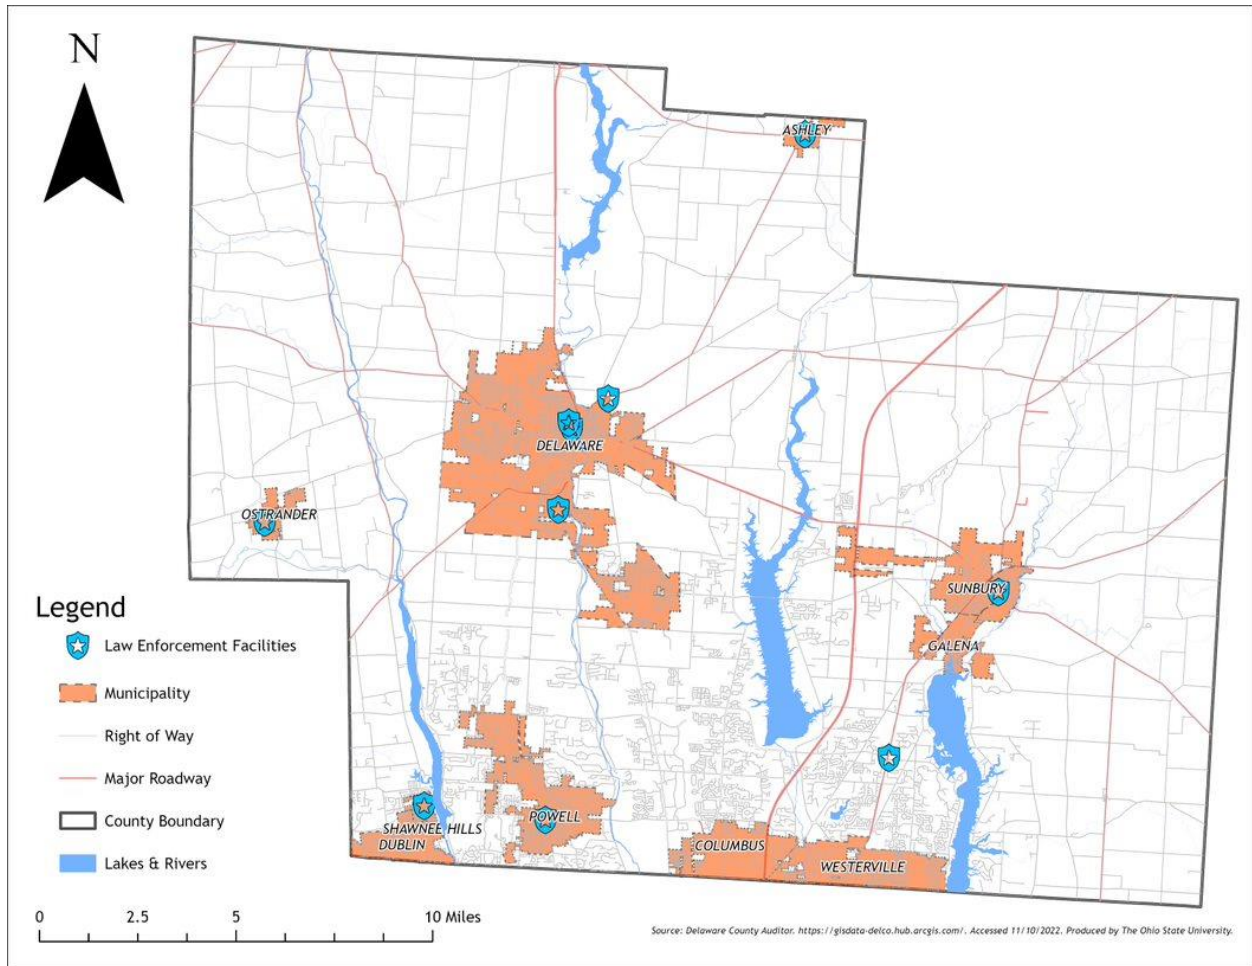 N
ASHLEY
DELAWARE
OSTRANDER
SUNBURY
GALENA
POWELL
SHAWNEE HILLS
DUBLIN
COLUMBUS
WESTERVILLE
Legend
Law Enforcement Facilities
Municipality
Right of Way
Major Roadway
County Boundary
Lakes & Rivers
0 2.5 5 10 Miles
Source: Delaware County Auditor. https://gisdata-delco.hub.arcgis.com/. Accessed 11/10/2022. Produced by The Ohio State University.